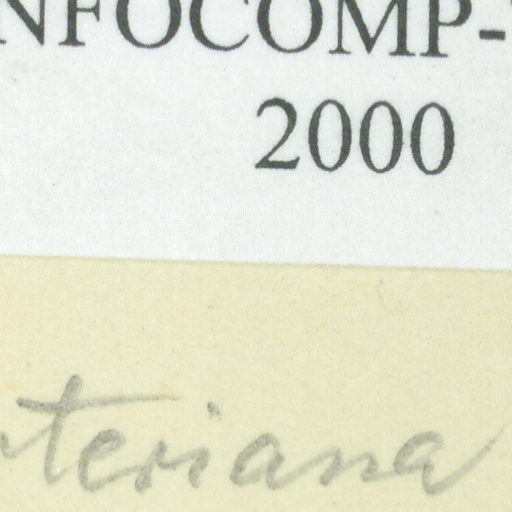 NFOCOMP-
2000
teriana